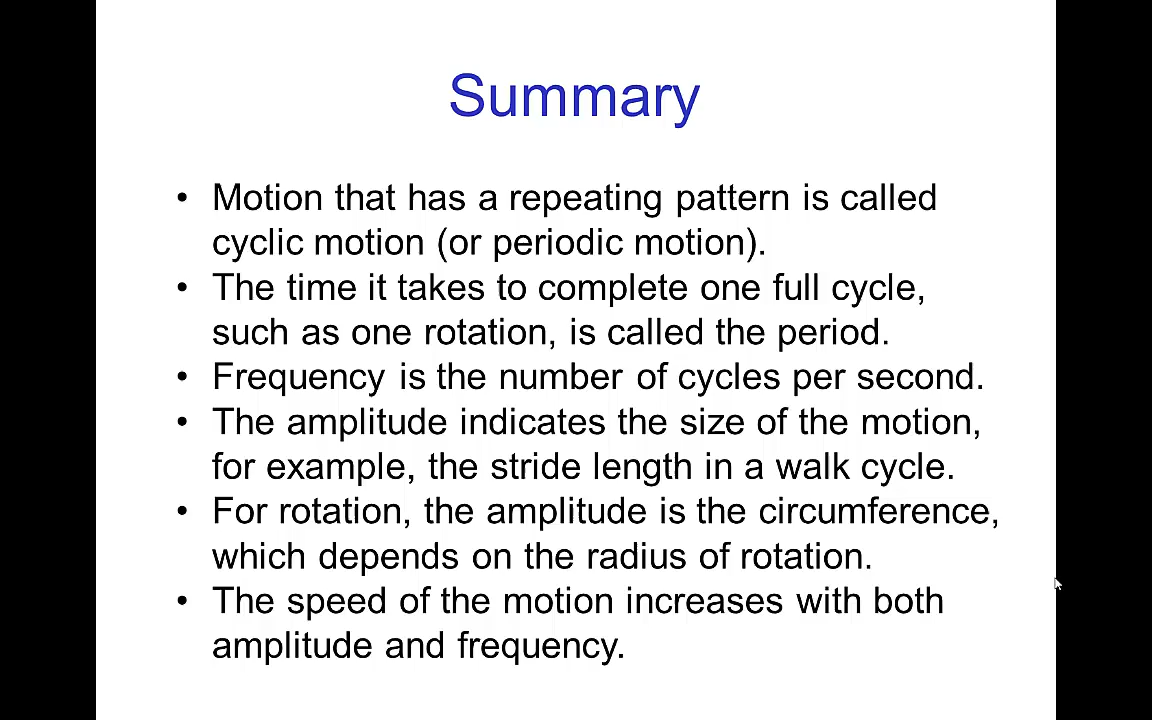 Summary
• Motion that has a repeating pattern is called
cyclic motion (or periodic motion).
• The time it takes to complete one full cycle,
such as one rotation, is called the period.
• Frequency is the number of cycles per second.
• The amplitude indicates the size of the motion,
for example, the stride length in a walk cycle.
• For rotation, the amplitude is the circumference,
which depends on the radius of rotation.
• The speed of the motion increases with both
amplitude and frequency.